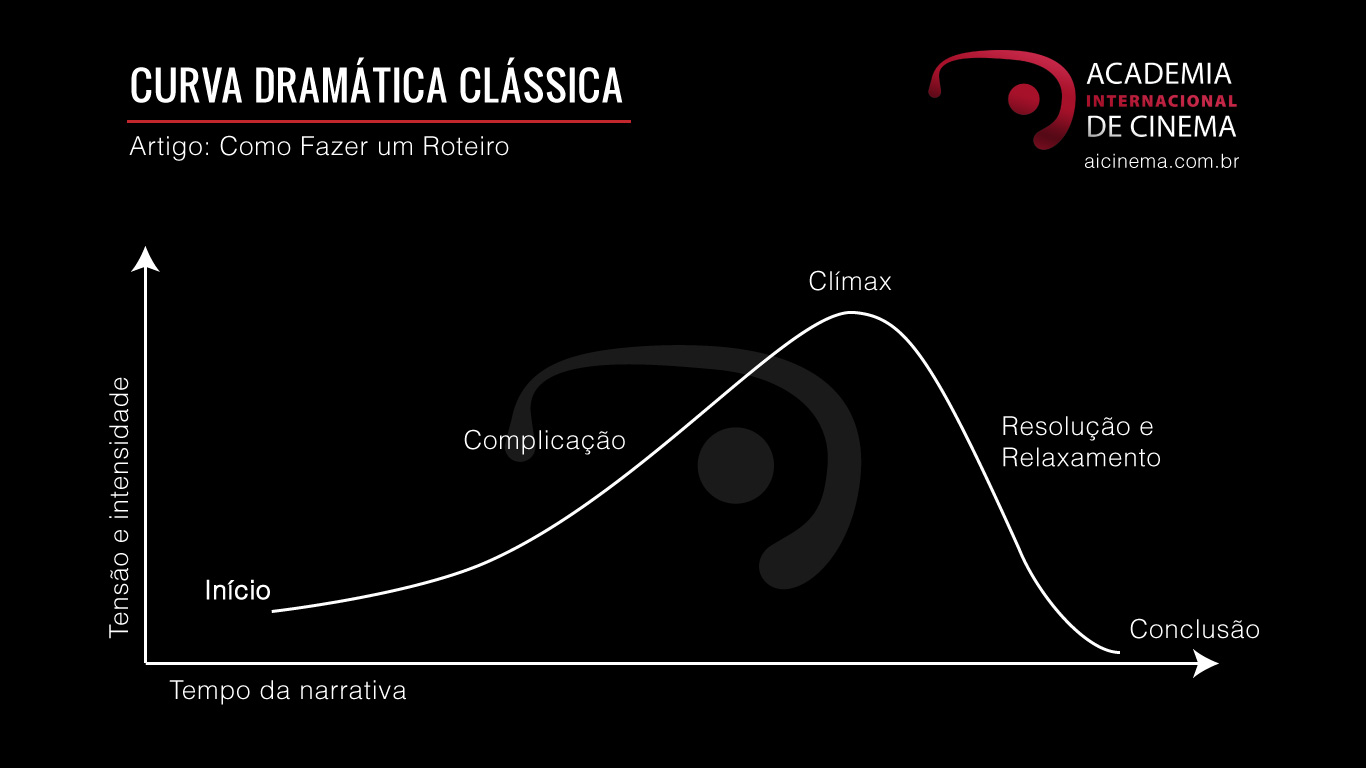 CURVA DRAMÁTICA CLÁSSICA
Artigo: Como Fazer um Roteiro
ACADEMIA
INTERNACIONAL
DE CINEMA
aicinema.com.br
Clímax
Complicação
Resolução e
Relaxamento
Tensão e intensidade
Início
Conclusão
Tempo da narrativa